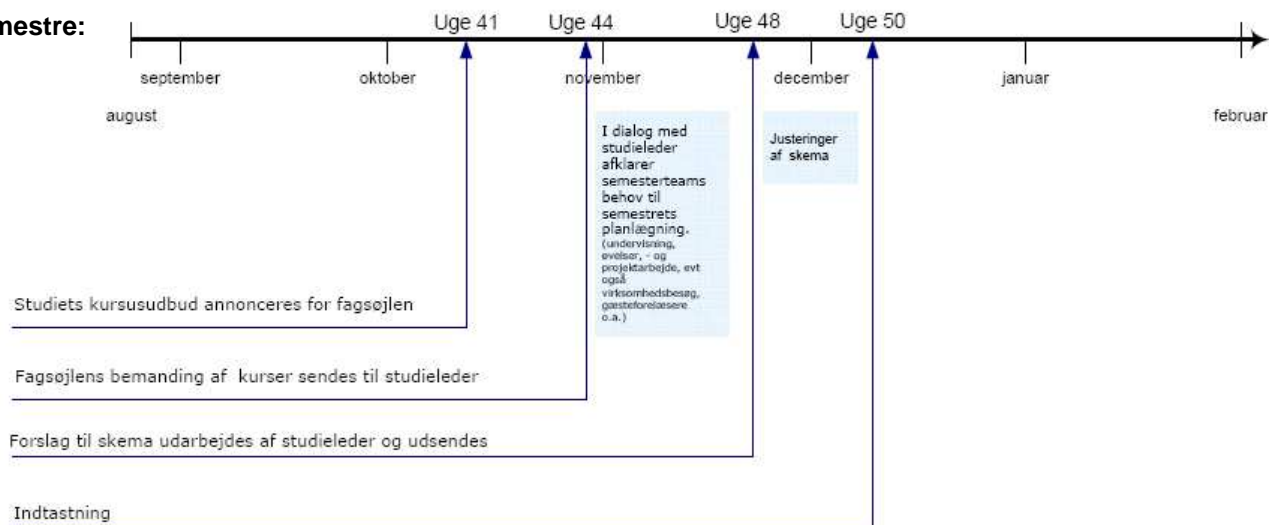 mestre:
Uge 41 Uge 44 Uge 48 Uge 50
september oktober november december januar
august februar
I dialog med
studieleder
afklarer
semesterteams
behov til
semestrets
planlægning.
(undervisning,
øvelser, - og
projektarbejde, evt
også
virksomhedsbesøg,
gæsteforelæsere
o.a.)
Justeringer
af skema
Studiets kursusudbud annonceres for fagsøjlen
Fagsøjlens bemanding af kurser sendes til studieleder
Forslag til skema udarbejdes af studieleder og udsendes
Indtastning